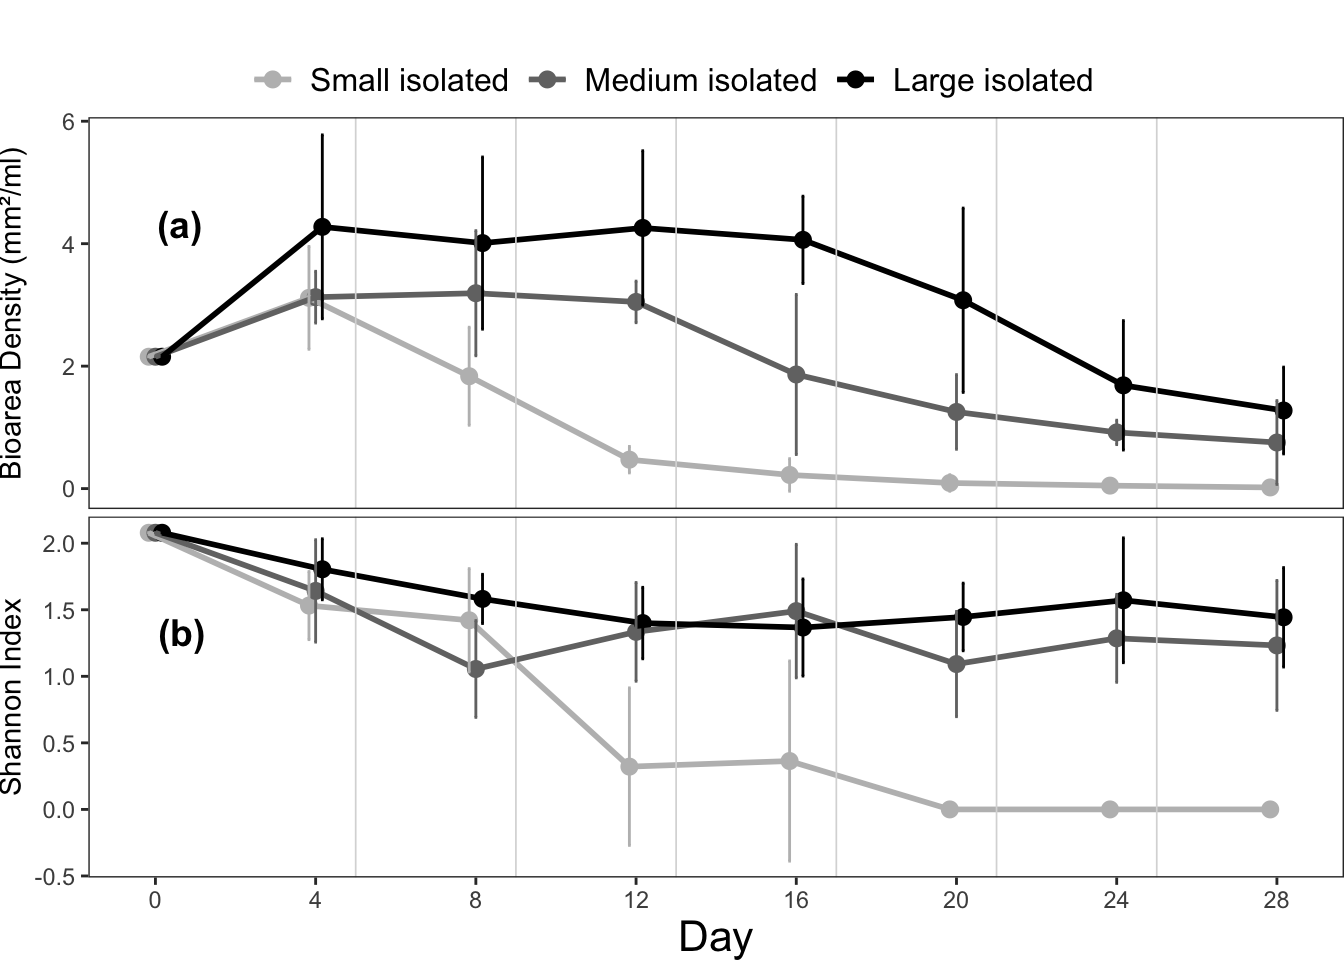 Small isolated Medium isolated Large isolated
Bioarea Density (mm²/ml)
6
4
2
0
(a)
Shannon Index
2.0
1.5
1.0
0.5
0.0
-0.5
(b)
0 4 8 12 16 20 24 28
Day